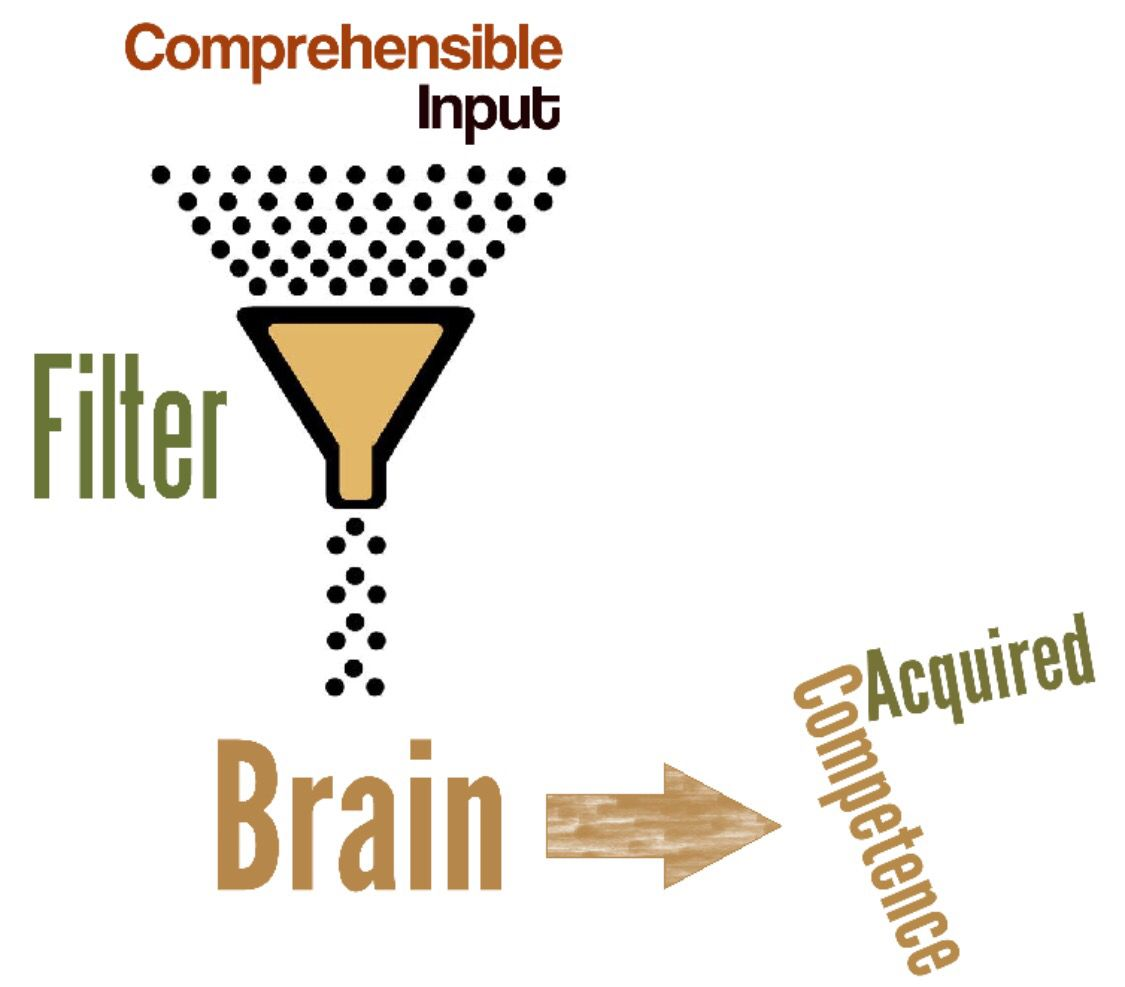 Comprehensible
Input
Filter
Brain
Acquired
Competence